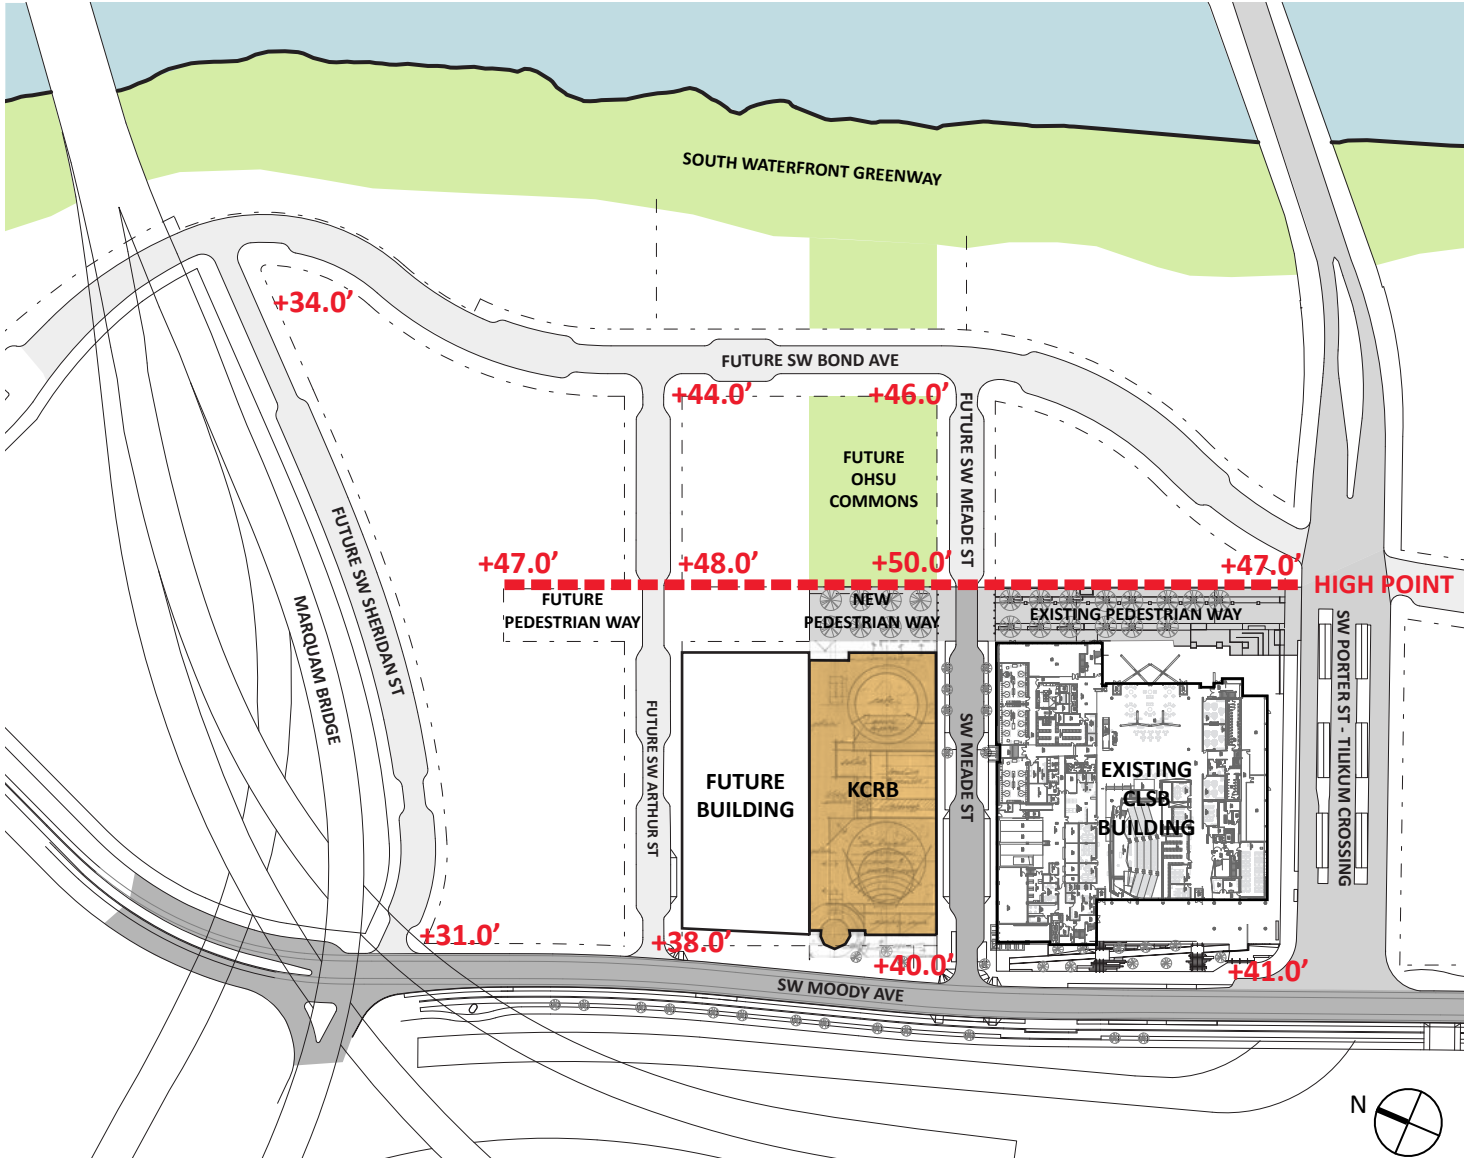 SOUTH WATERFRONT GREENWAY
+34.0’
FUTURE SW BOND AVE
+44.0’
+46.0’
FUTURE SW MEADE ST
FUTURE
OHSU
COMMONS
+47.0’
+48.0’
+50.0’
+47.0’
HIGH POINT
FUTURE
PEDESTRIAN WAY
NEW
PEDESTRIAN WAY
EXISTING PEDESTRIAN WAY
FUTURE SW SHERIDAN ST
MARQUAM BRIDGE
FUTURE SW ARTHUR ST
FUTURE
BUILDING
KCRB
SW MEADE ST
EXISTING
CLSB
BUILDING
SW PORTER ST - TILIKUM CROSSING
+31.0’
+38.0’
+40.0’
+41.0’
SW MOODY AVE
N